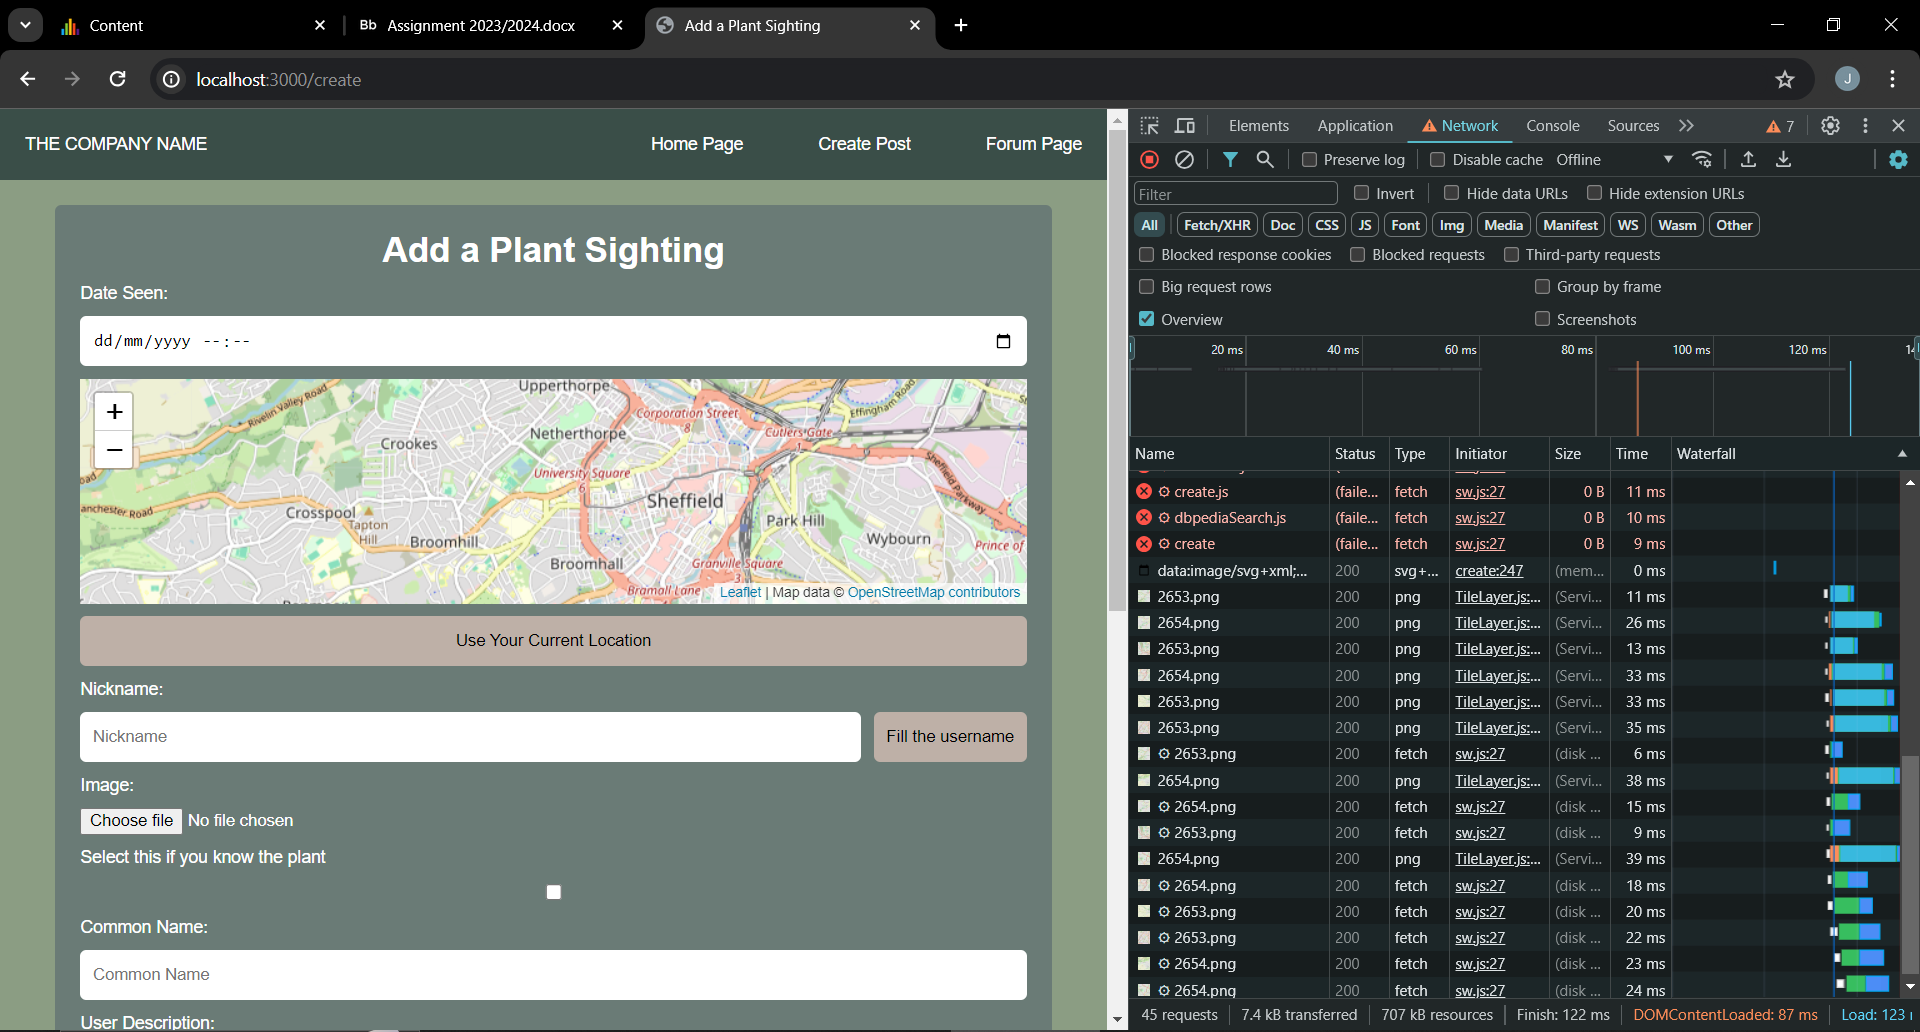 Content
Bb Assignment 2023/2024.docx
Add a Plant Sighting
localhost:3000/create
J
THE COMPANY NAME
Home Page
Create Post
Forum Page
Add a Plant Sighting
Date Seen:
dd/mm/yyyy --:--
+
−
Upperthorpe
Rivelin Valley Road
Corporation Street
8
Effingham Road
Crookes
Netherthorpe
Cutlers' Gate
University Square
6
Sheffield
Sheffield Parkway
oad
anchester Road
Crosspool
Tapton
Hill
Park Hill
Broomhill
Wybourn
Prince of
Broomhall
Granville Square
Bramall Lane
Leaflet | Map data © OpenStreetMap contributors
Use Your Current Location
Nickname:
Nickname
Fill the username
Image:
Choose file No file chosen
Select this if you know the plant
Common Name:
Common Name
User Description:
Elements Application Network Console Sources 7
Preserve log Disable cache Offline
Filter Invert Hide data URLs Hide extension URLs
All Fetch/XHR Doc CSS JS Font Img Media Manifest WS Wasm Other
Blocked response cookies Blocked requests Third-party requests
Big request rows Group by frame
Overview Screenshots
20 ms 40 ms 60 ms 80 ms 100 ms 120 ms 14
Name Status Type Initiator Size Time Waterfall
create.js (faile... fetch sw.js:27 0 B 11 ms
dbpediaSearch.js (faile... fetch sw.js:27 0 B 10 ms
create (faile... fetch sw.js:27 0 B 9 ms
data:image/svg+xml;... 200 svg+... create:247 (mem... 0 ms
2653.png 200 png TileLayer.js:... (Servi... 11 ms
2654.png 200 png TileLayer.js:... (Servi... 26 ms
2653.png 200 png TileLayer.js:... (Servi... 13 ms
2654.png 200 png TileLayer.js:... (Servi... 33 ms
2653.png 200 png TileLayer.js:... (Servi... 33 ms
2653.png 200 png TileLayer.js:... (Servi... 35 ms
2653.png 200 fetch sw.js:27 (disk ... 6 ms
2654.png 200 png TileLayer.js:... (Servi... 38 ms
2654.png 200 fetch sw.js:27 (disk ... 15 ms
2653.png 200 fetch sw.js:27 (disk ... 9 ms
2654.png 200 png TileLayer.js:... (Servi... 39 ms
2654.png 200 fetch sw.js:27 (disk ... 18 ms
2653.png 200 fetch sw.js:27 (disk ... 20 ms
2653.png 200 fetch sw.js:27 (disk ... 22 ms
2654.png 200 fetch sw.js:27 (disk ... 23 ms
2654.png 200 fetch sw.js:27 (disk ... 24 ms
45 requests 7.4 kB transferred 707 kB resources Finish: 122 ms DOMContentLoaded: 87 ms Load: 123